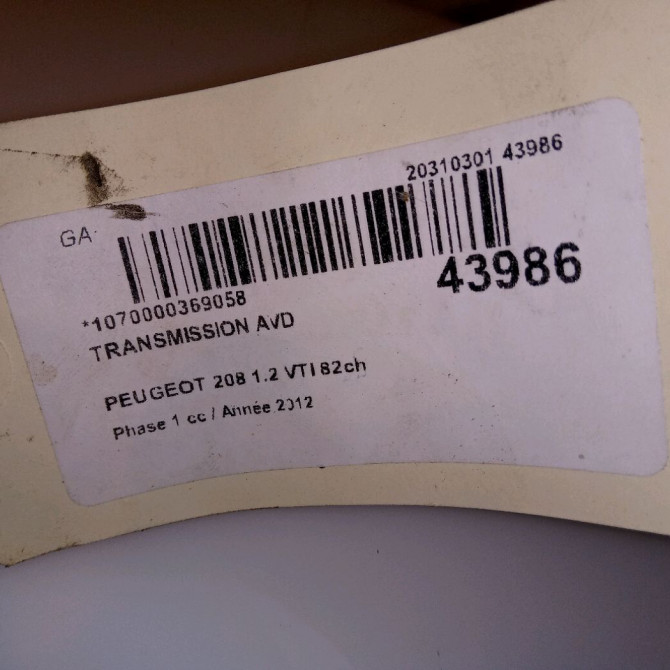 20310301 43986
GA
43986
*1070000369058
TRANSMISSION AVD
PEUGEOT 208 1.2 VTI 82ch
Phase 1 cc / Année 2012